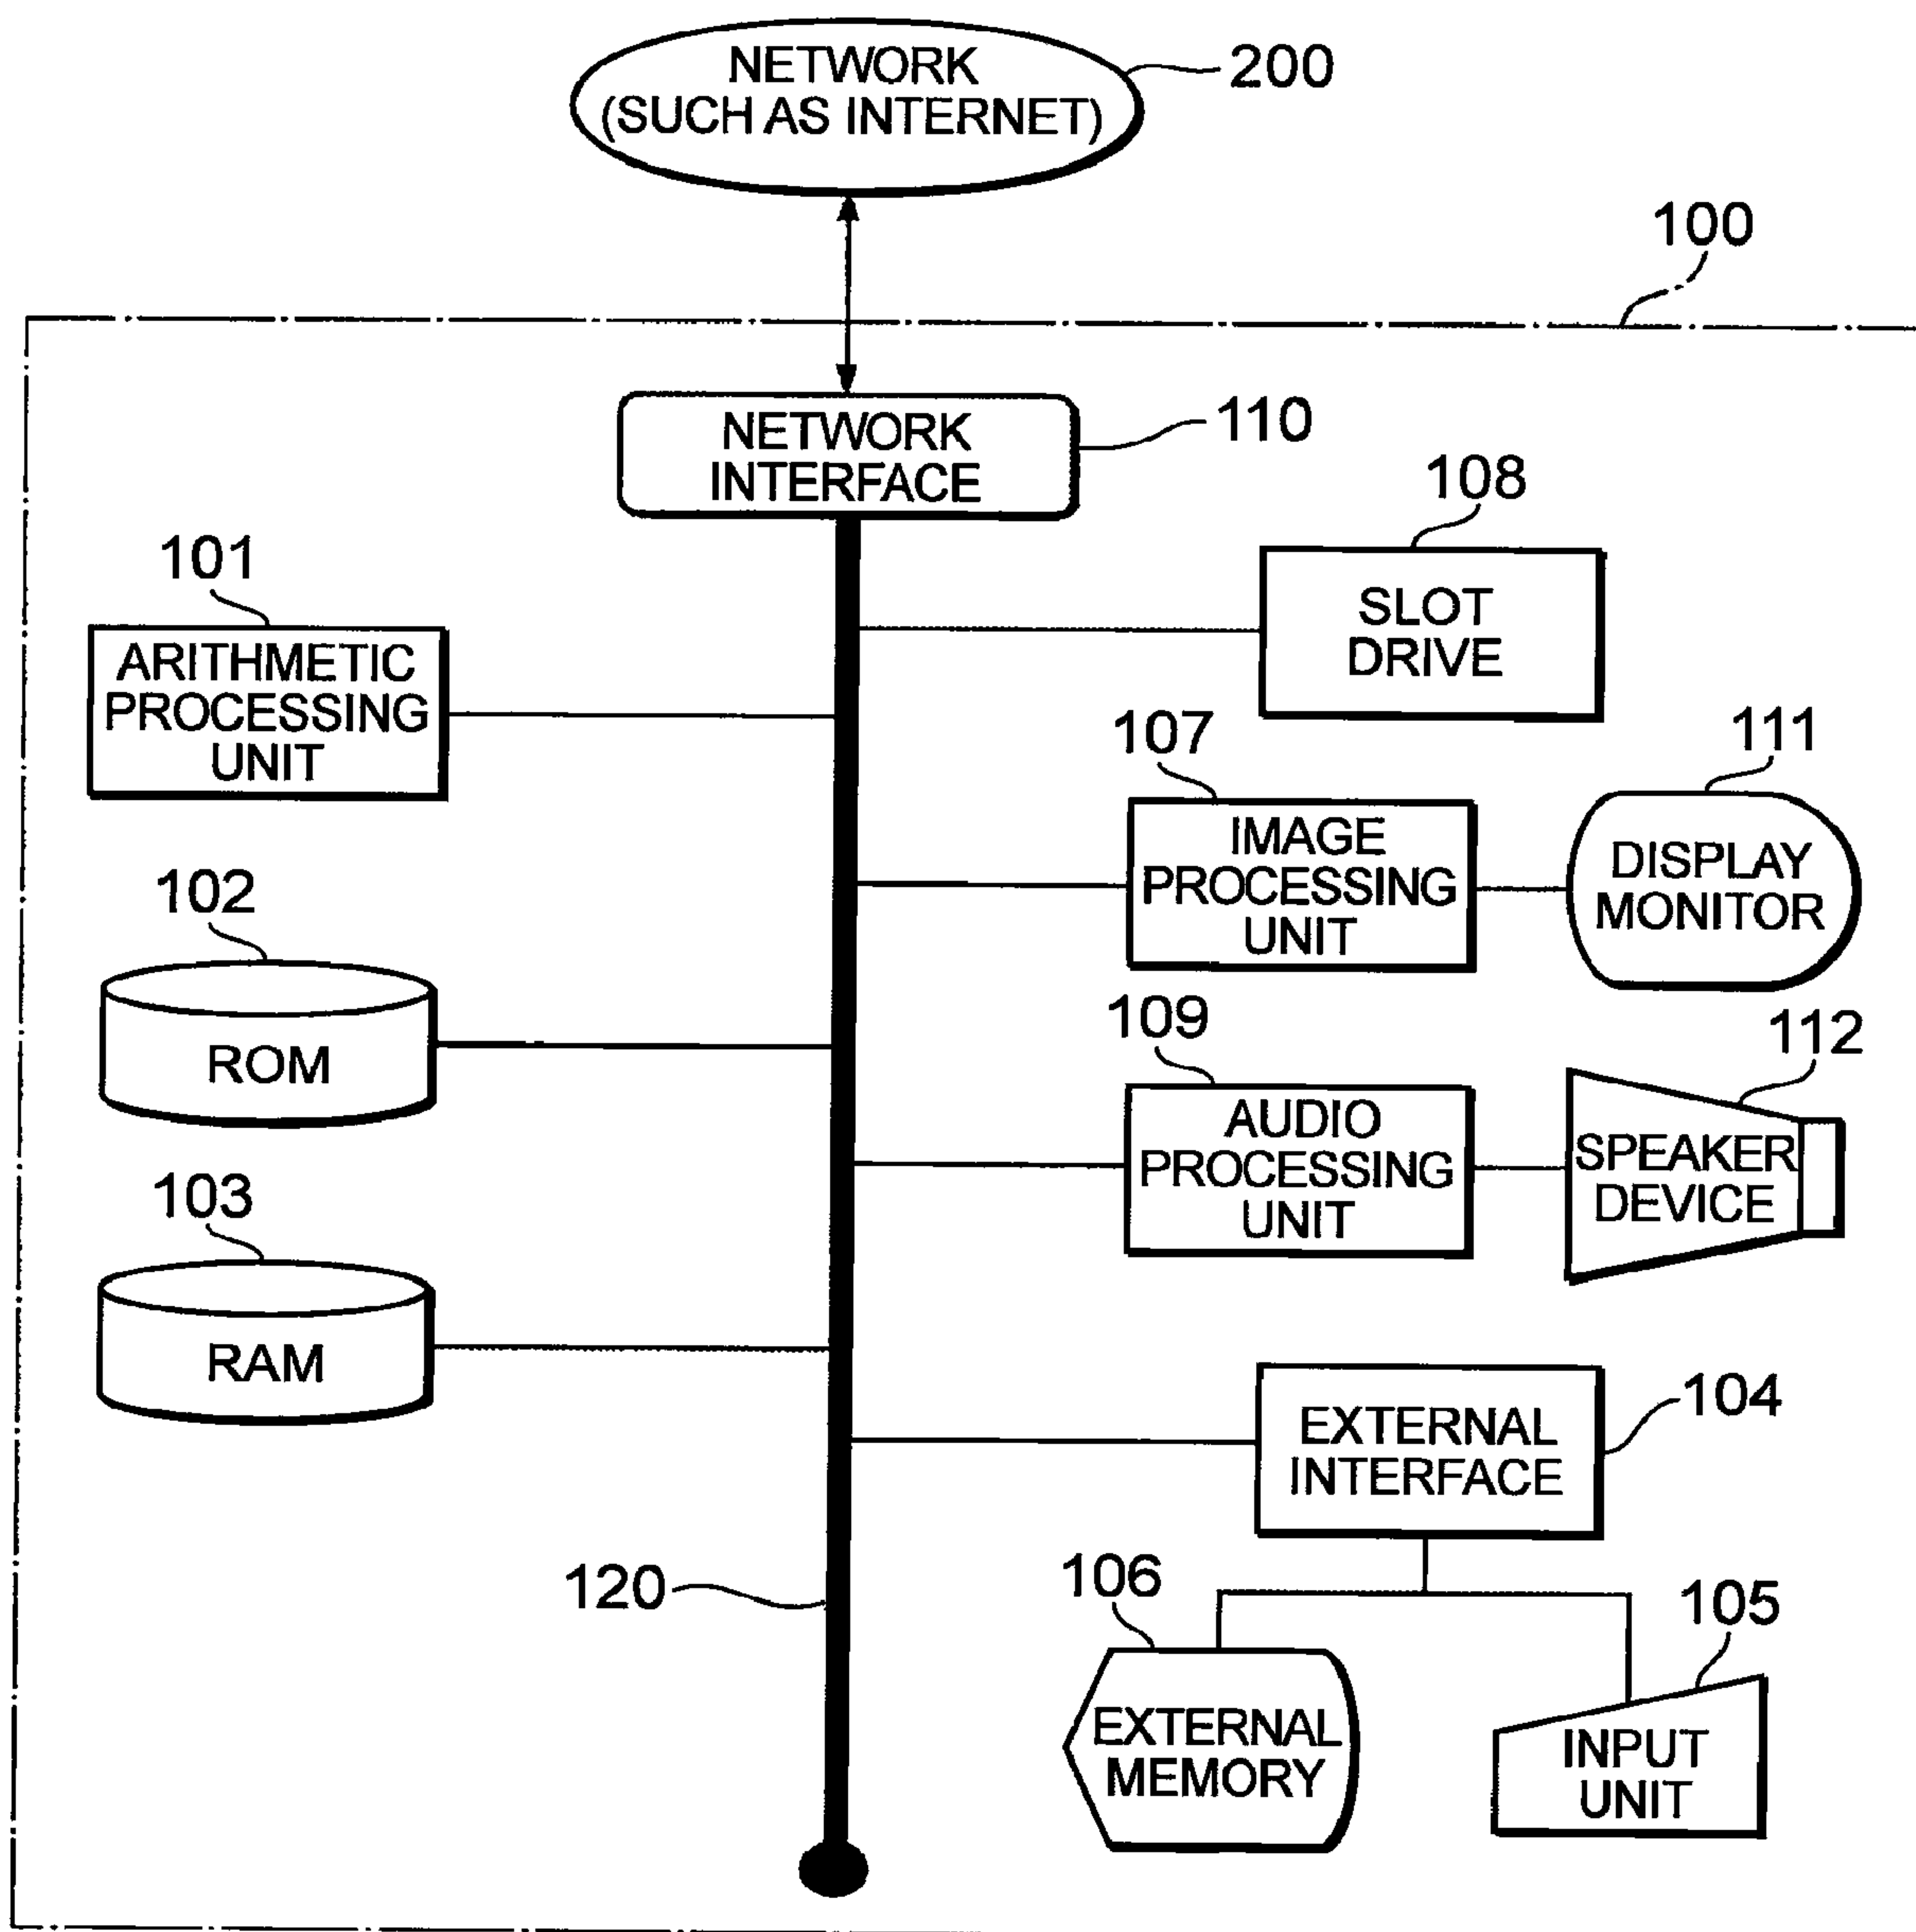 NETWORK
(SUCH AS INTERNET)
200
100
NETWORK
INTERFACE
110
108
SLOT
DRIVE
101
ARITHMETIC
PROCESSING
UNIT
107
IMAGE
PROCESSING
UNIT
111
DISPLAY
MONITOR
102
ROM
109
AUDIO
PROCESSING
UNIT
112
SPEAKER
DEVICE
103
RAM
EXTERNAL
INTERFACE
104
120
106
EXTERNAL
MEMORY
105
INPUT
UNIT